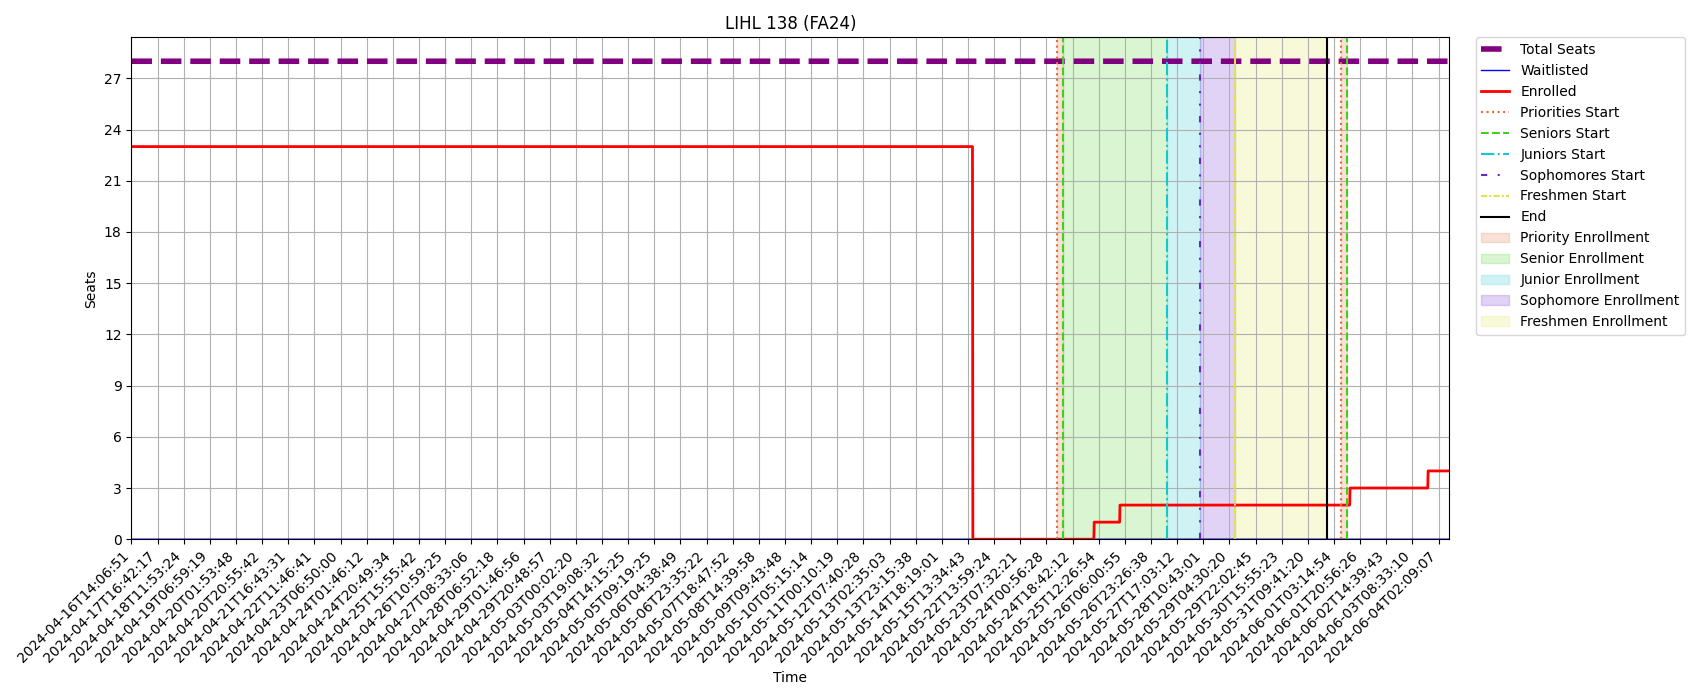 LIHL 138 (FA24)
Total Seats
Waitlisted
Enrolled
Priorities Start
Seniors Start
Juniors Start
Sophomores Start
Freshmen Start
End
Priority Enrollment
Senior Enrollment
Junior Enrollment
Sophomore Enrollment
Freshmen Enrollment
Seats
27
24
21
18
15
12
9
6
3
0
2024-04-16T14:06:51
2024-04-17T16:42:17
2024-04-18T11:53:24
2024-04-19T06:59:19
2024-04-20T01:53:48
2024-04-20T20:55:42
2024-04-21T16:43:31
2024-04-22T11:46:41
2024-04-23T06:50:00
2024-04-24T01:46:12
2024-04-24T20:49:34
2024-04-25T15:55:42
2024-04-26T10:59:25
2024-04-27T08:33:06
2024-04-28T06:52:18
2024-04-29T01:46:56
2024-04-29T20:48:57
2024-05-03T00:02:20
2024-05-03T19:08:32
2024-05-04T14:15:25
2024-05-05T09:19:25
2024-05-06T04:38:49
2024-05-06T23:35:22
2024-05-07T18:47:52
2024-05-08T14:39:58
2024-05-09T09:43:48
2024-05-10T05:15:14
2024-05-11T00:10:19
2024-05-12T07:40:28
2024-05-13T02:35:03
2024-05-13T23:15:38
2024-05-14T18:19:01
2024-05-15T13:34:43
2024-05-22T13:59:24
2024-05-23T07:32:21
2024-05-24T00:56:28
2024-05-24T18:42:12
2024-05-25T12:26:54
2024-05-26T06:00:55
2024-05-26T23:26:38
2024-05-27T17:03:12
2024-05-28T10:43:01
2024-05-29T04:30:20
2024-05-29T22:02:45
2024-05-30T15:55:23
2024-05-31T09:41:20
2024-06-01T03:14:54
2024-06-01T20:56:26
2024-06-02T14:39:43
2024-06-03T08:33:10
2024-06-04T02:09:07
Time